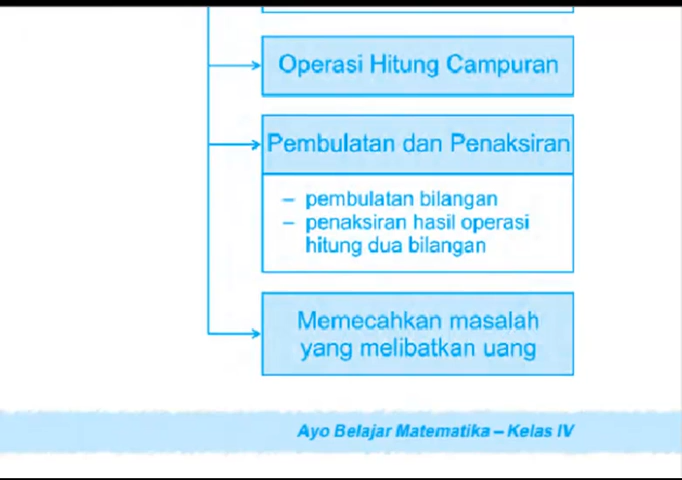 Operasi Hitung Campuran
Pembulatan dan Penaksiran
– pembulatan bilangan
– penaksiran hasil operasi
hitung dua bilangan
Memecahkan masalah
yang melibatkan uang
Ayo Belajar Matematika – Kelas IV